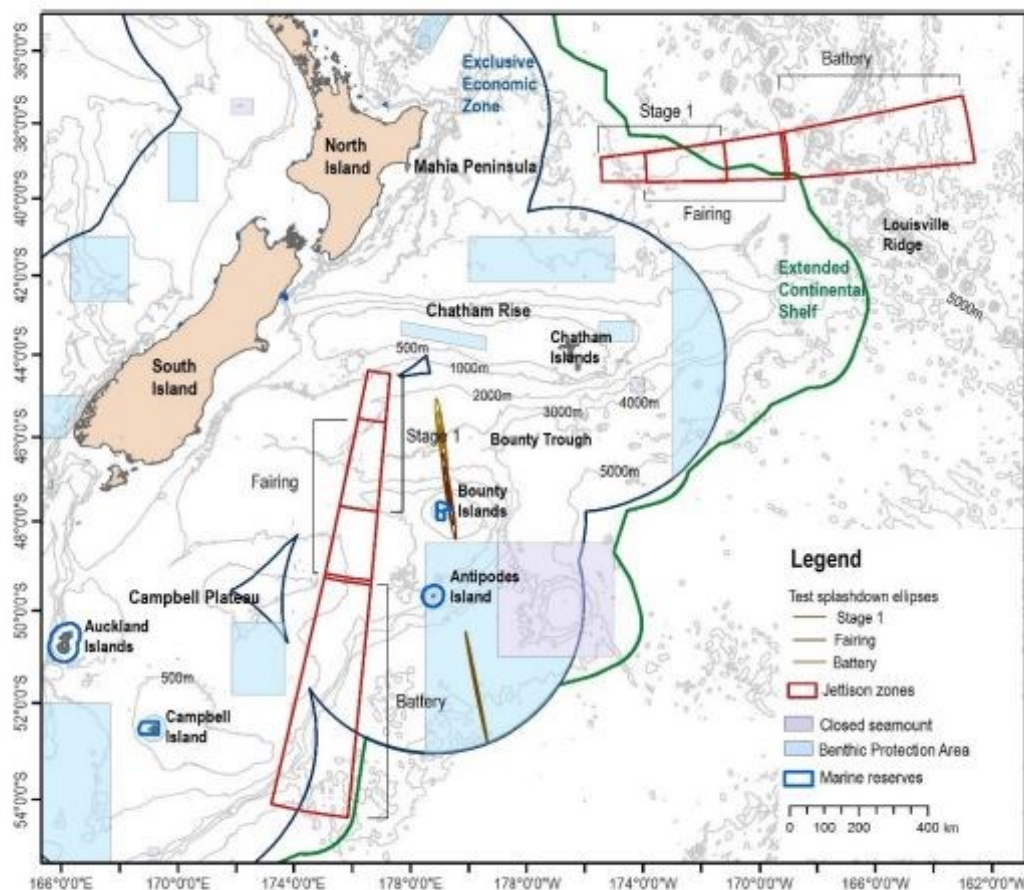 36°0'0"S
38°0'0"S
40°0'0"S
42°0'0"S
44°0'0"S
46°0'0"S
48°0'0"S
50°0'0"S
52°0'0"S
54°0'0"S
Exclusive
Economic
Zone
Battery
Stage 1
North
Island
Mahia Peninsula
Fairing
Louisville
Ridge
Extended
Continental
Shelf
5000m
Chatham Rise
500m
Chatham
Islands
1000m
2000m
3000m
4000m
South
Island
Stage 1
Bounty Trough
5000m
Fairing
Bounty
Islands
Campbell Plateau
Antipodes
Island
Auckland
Islands
500m
Battery
Campbell
Island
Legend
Test splashdown ellipses
Stage 1
Fairing
Battery
Jettison zones
Closed seamount
Benthic Protection Area
Marine reserves
0 100 200 400 km
166°0'0"E 170°0'0"E 174°0'0"E 178°0'0"E 178°0'0"W 174°0'0"W 170°0'0"W 166°0'0"W 162°0'0"W